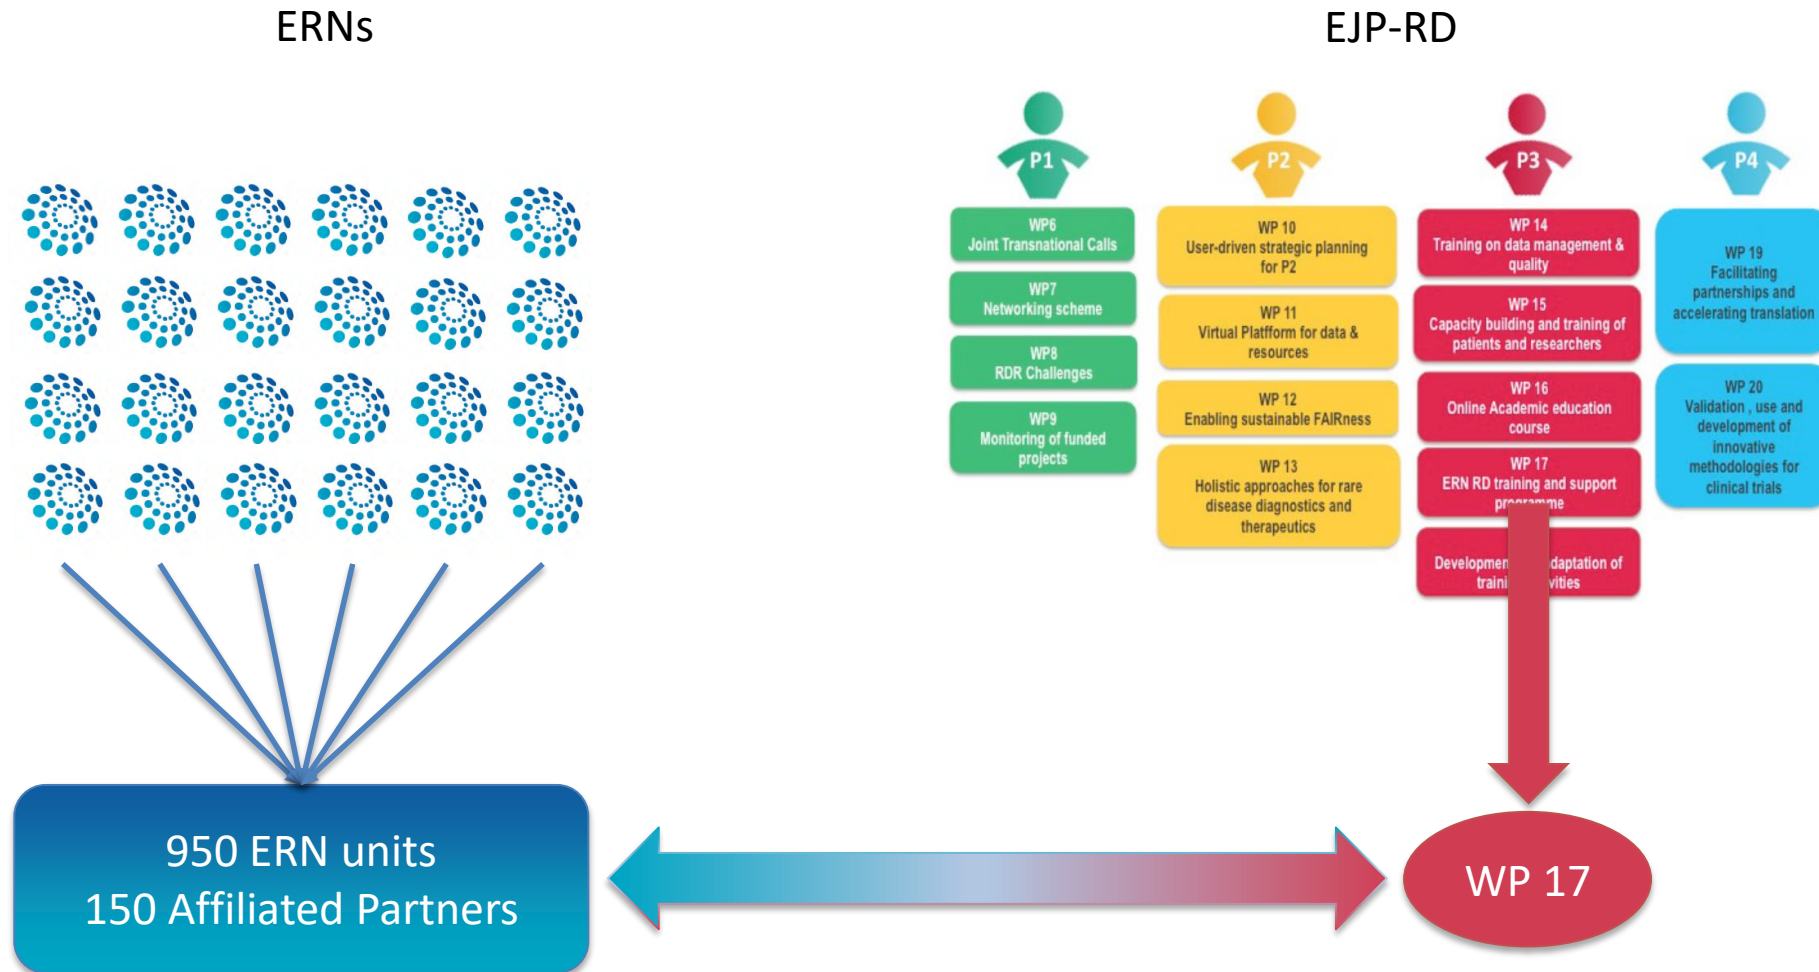 ERNs
EJP-RD
P1
WP6
Joint Transnational Calls
WP7
Networking scheme
WP8
RDR Challenges
WP9
Monitoring of funded
projects
P2
WP 10
User-driven strategic planning
for P2
WP 11
Virtual Plattform for data &
resources
WP 12
Enabling sustainable FAIRness
WP 13
Holistic approaches for rare
disease diagnostics and
therapeutics
P3
WP 14
Training on data management &
quality
WP 15
Capacity building and training of
patients and researchers
WP 16
Online Academic education
course
WP 17
ERN RD training and support
programme
Development adaptation of
P4
WP 19
Facilitating
partnerships and
accelerating translation
WP 20
Validation , use and
development of
innovative
methodologies for
clinical trials
950 ERN units
150 Affiliated Partners
WP 17